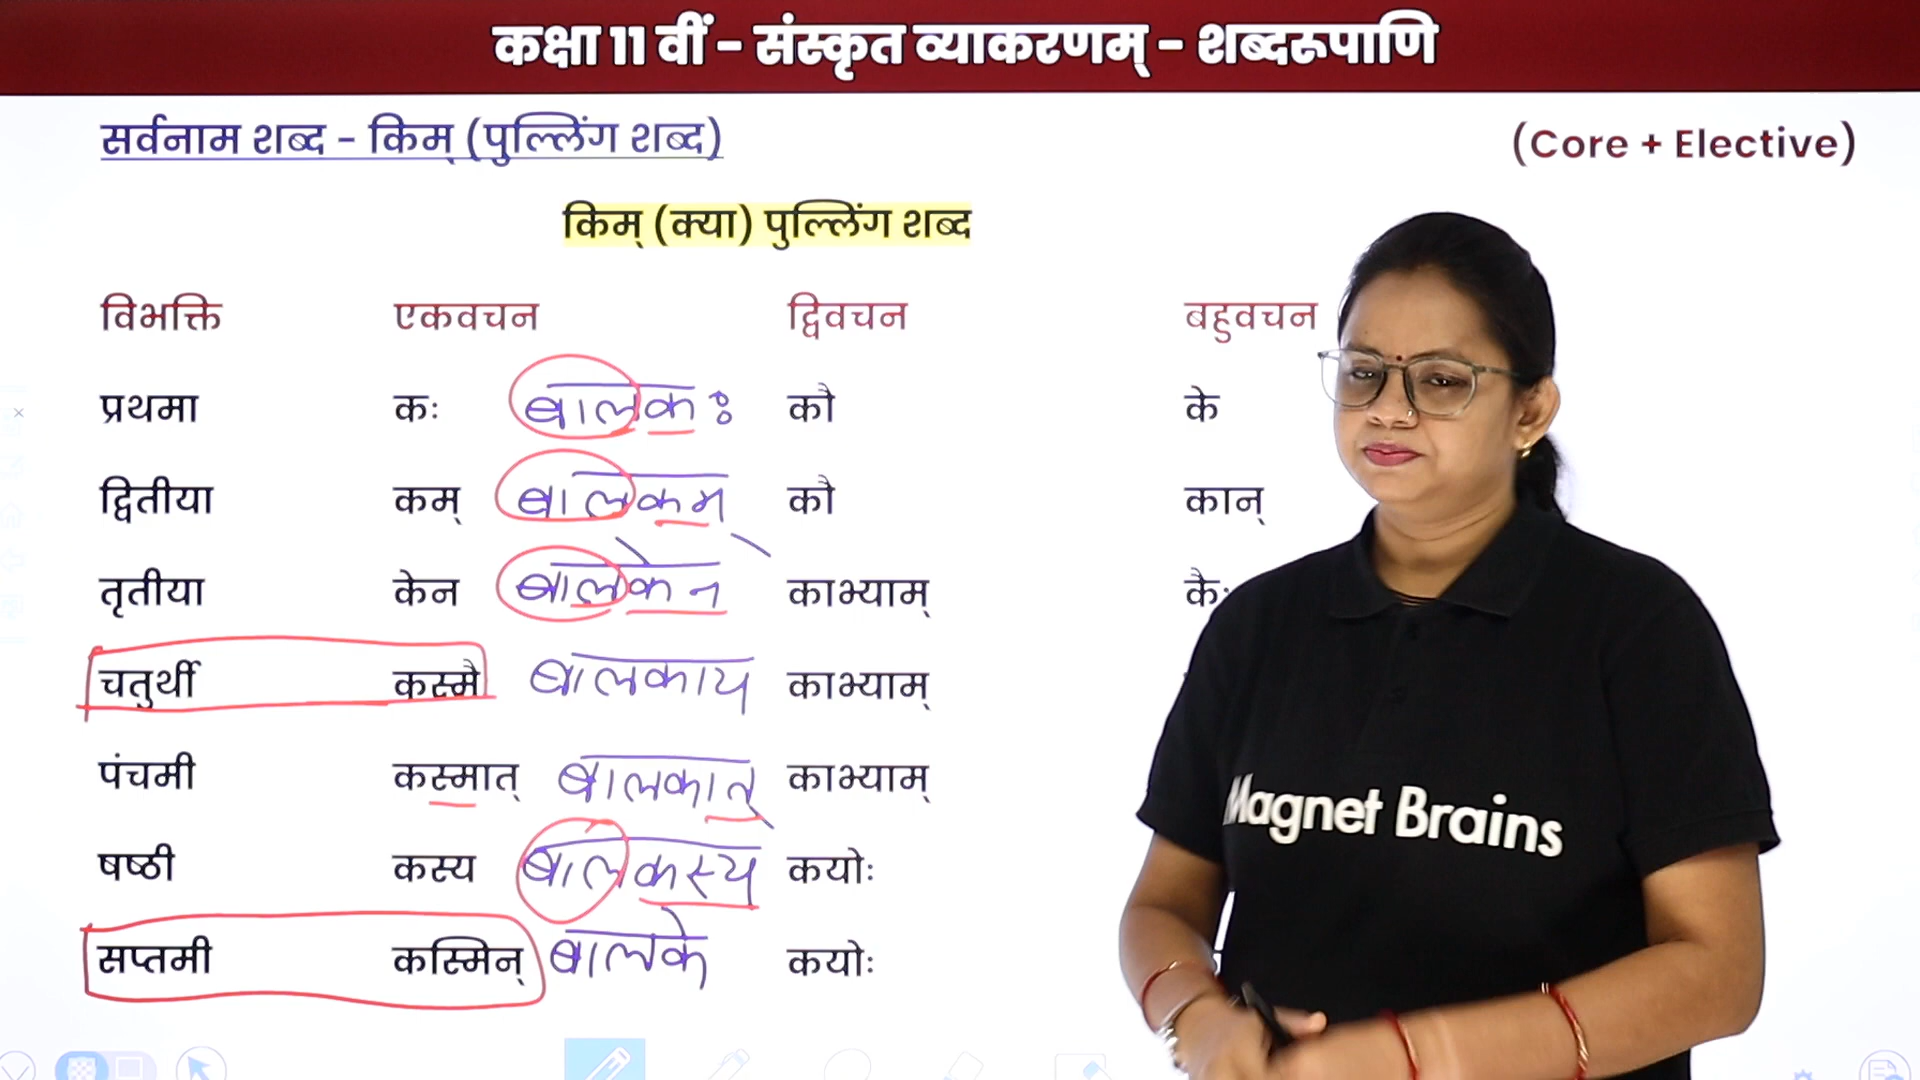 कक्षा 11 वीं - संस्कृत व्याकरणम् - शब्दरूपाणि
सर्वनाम शब्द - किम् (पुल्लिंग शब्द) (Core + Elective)
किम् (क्या) पुल्लिंग शब्द
विभक्ति एकवचन द्विवचन बहुवचन
प्रथमा कः बालकः कौ के
द्वितीया कम् बालकम् कौ कान्
तृतीया केन बालकेन काभ्याम् कैः
चतुर्थी कस्मै बालकाय काभ्याम्
पंचमी कस्मात् बालकात् काभ्याम्
षष्ठी कस्य बालकस्य कयोः
सप्तमी कस्मिन् बालके कयोः
Magnet Brains